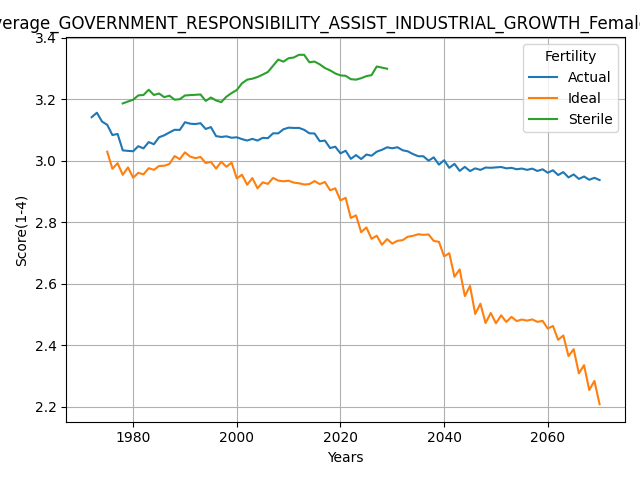 verage_GOVERNMENT_RESPONSIBILITY_ASSIST_INDUSTRIAL_GROWTH_Female
3.4
3.2
3.0
2.8
2.6
2.4
2.2
Score(1-4)
Fertility
Actual
Ideal
Sterile
1980
2000
2020
2040
2060
Years